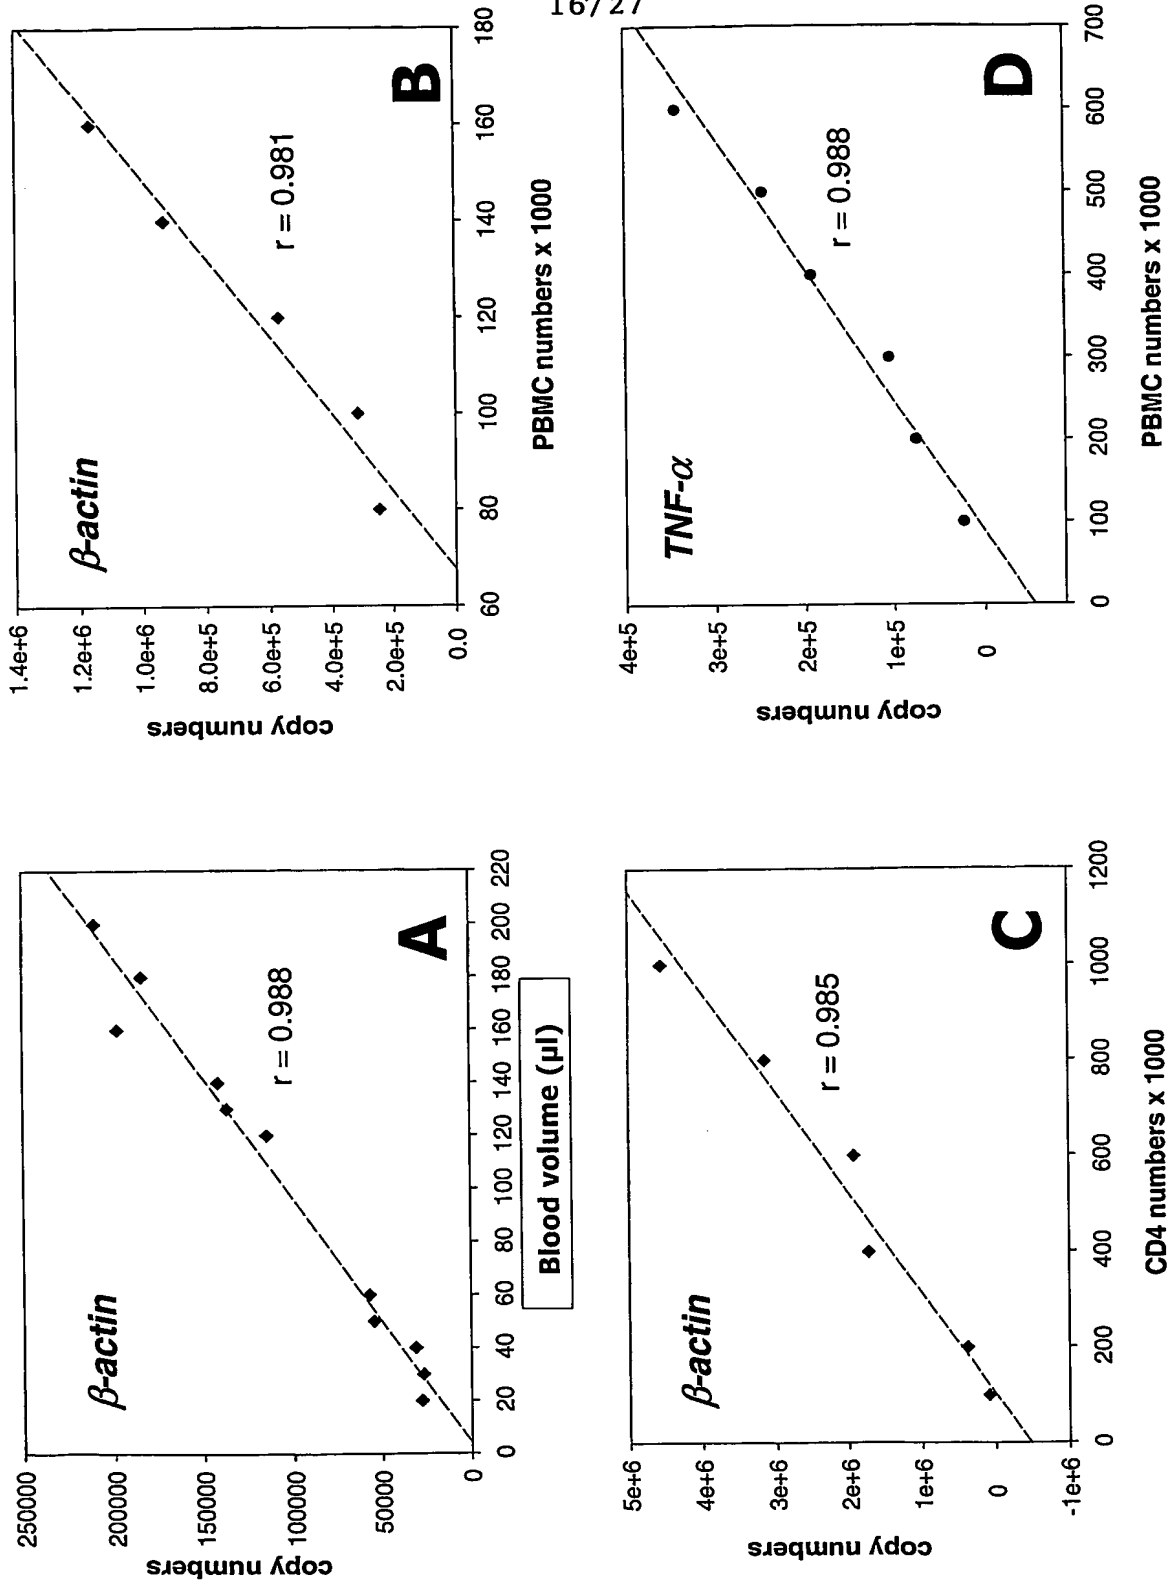 16/27
β-actin
A
r = 0.988
copy numbers
250000
200000
150000
100000
50000
0
0 20 40 60 80 100 120 140 160 180 200 220
Blood volume (µl)
β-actin
B
r = 0.981
copy numbers
1.4e+6
1.2e+6
1.0e+6
8.0e+5
6.0e+5
4.0e+5
2.0e+5
0.0
60 80 100 120 140 160 180
PBMC numbers x 1000
β-actin
C
r = 0.985
copy numbers
5e+6
4e+6
3e+6
2e+6
1e+6
0
-1e+6
0 200 400 600 800 1000 1200
CD4 numbers x 1000
TNF-α
D
r = 0.988
copy numbers
4e+5
3e+5
2e+5
1e+5
0
0 100 200 300 400 500 600 700
PBMC numbers x 1000